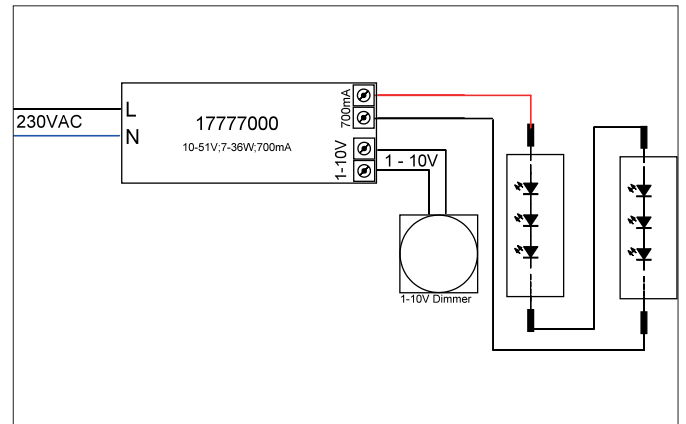 230VAC
L
N
17777000
10-51V;7-36W;700mA
700mA
1-10V
1 - 10V
1-10V Dimmer